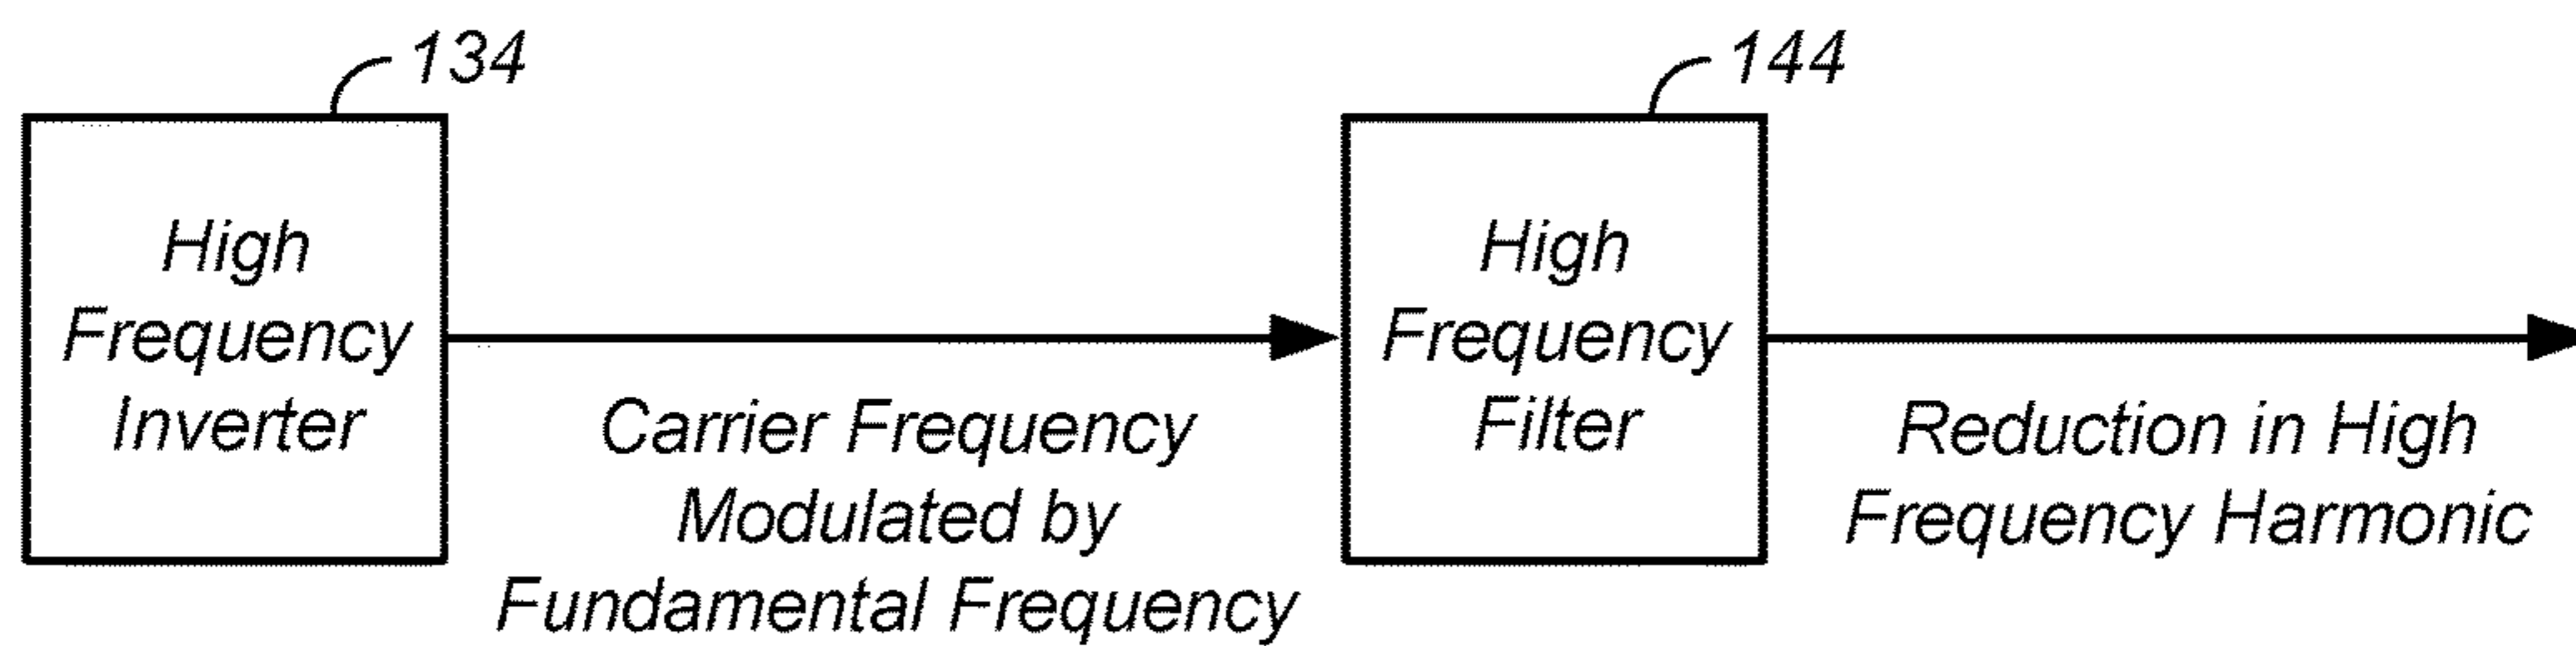 134
High
Frequency
Inverter
Carrier Frequency
Modulated by
Fundamental Frequency
144
High
Frequency
Filter
Reduction in High
Frequency Harmonic